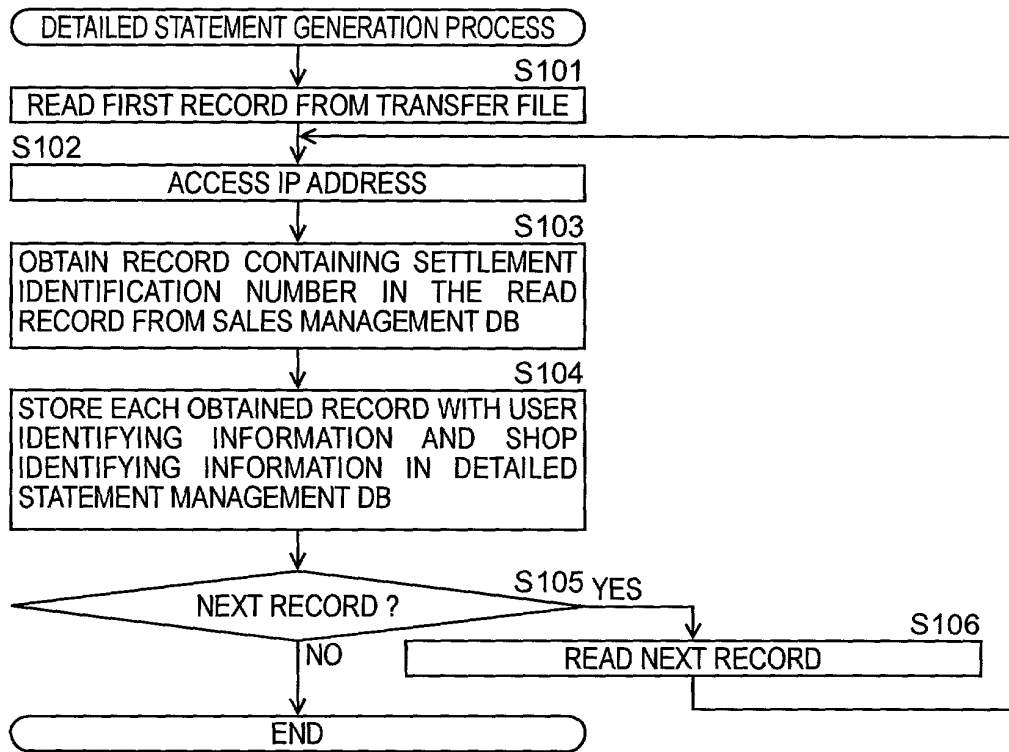 DETAILED STATEMENT GENERATION PROCESS
S101
READ FIRST RECORD FROM TRANSFER FILE
S102
ACCESS IP ADDRESS
S103
OBTAIN RECORD CONTAINING SETTLEMENT
IDENTIFICATION NUMBER IN THE READ
RECORD FROM SALES MANAGEMENT DB
S104
STORE EACH OBTAINED RECORD WITH USER
IDENTIFYING INFORMATION AND SHOP
IDENTIFYING INFORMATION IN DETAILED
STATEMENT MANAGEMENT DB
S105
NEXT RECORD ?
YES
NO
S106
READ NEXT RECORD
END